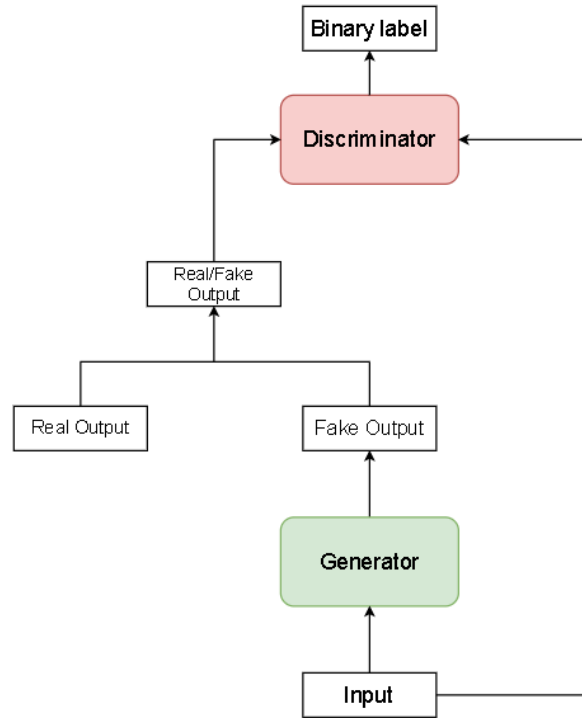 Binary label
Discriminator
Real/Fake
Output
Real Output
Fake Output
Generator
Input